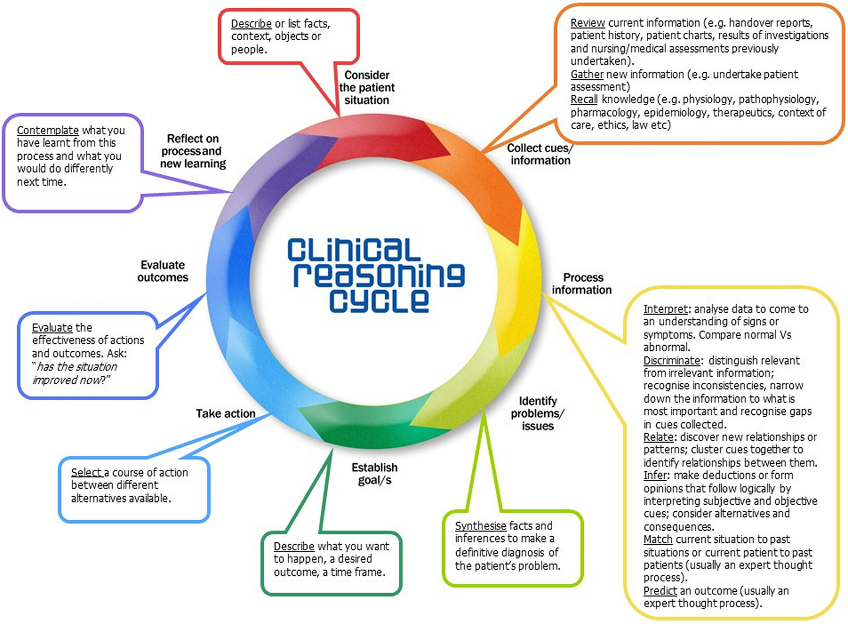 Describe or list facts,
context, objects or
people.
Consider
the patient
situation
Review current information (e.g. handover reports,
patient history, patient charts, results of investigations
and nursing/medical assessments previously
undertaken).
Gather new information (e.g. undertake patient
assessment)
Recall knowledge (e.g. physiology, pathophysiology,
pharmacology, epidemiology, therapeutics, context of
care, ethics, law etc)
Collect cues/
information
Process
information
Interpret: analyse data to come to
an understanding of signs or
symptoms. Compare normal Vs
abnormal.
Discriminate: distinguish relevant
from irrelevant information;
recognise inconsistencies, narrow
down the information to what is
most important and recognise gaps
in cues collected.
Relate: discover new relationships or
patterns; cluster cues together to
identify relationships between them.
Infer: make deductions or form
opinions that follow logically by
interpreting subjective and objective
cues; consider alternatives and
consequences.
Match current situation to past
situations or current patient to past
patients (usually an expert thought
process).
Predict an outcome (usually an
expert thought process).
Identify
problems/
issues
Synthesise facts and
inferences to make a
definitive diagnosis of
the patient's problem.
Establish
goal/s
Describe what you want
to happen, a desired
outcome, a time frame.
Take action
Select a course of action
between different
alternatives available.
Evaluate
outcomes
Evaluate the
effectiveness of actions
and outcomes. Ask:
"has the situation
improved now?"
Reflect on
process and
new learning
Contemplate what you
have learnt from this
process and what you
would do differently
next time.
Clinical
reasoning
cycle